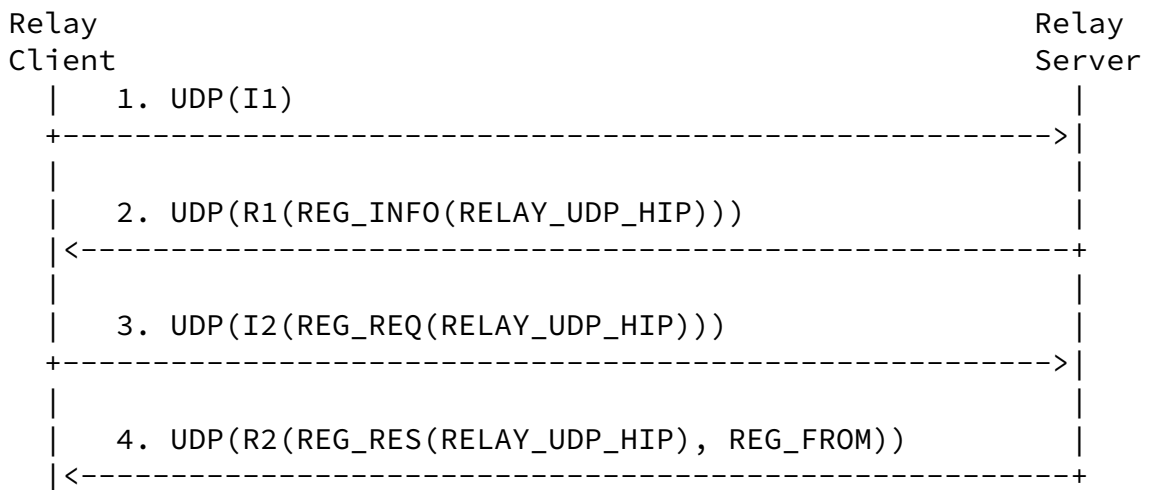 Relay Relay
Client Server
1. UDP(I1)
2. UDP(R1(REG_INFO(RELAY_UDP_HIP)))
3. UDP(I2(REG_REQ(RELAY_UDP_HIP)))
4. UDP(R2(REG_RES(RELAY_UDP_HIP), REG_FROM))